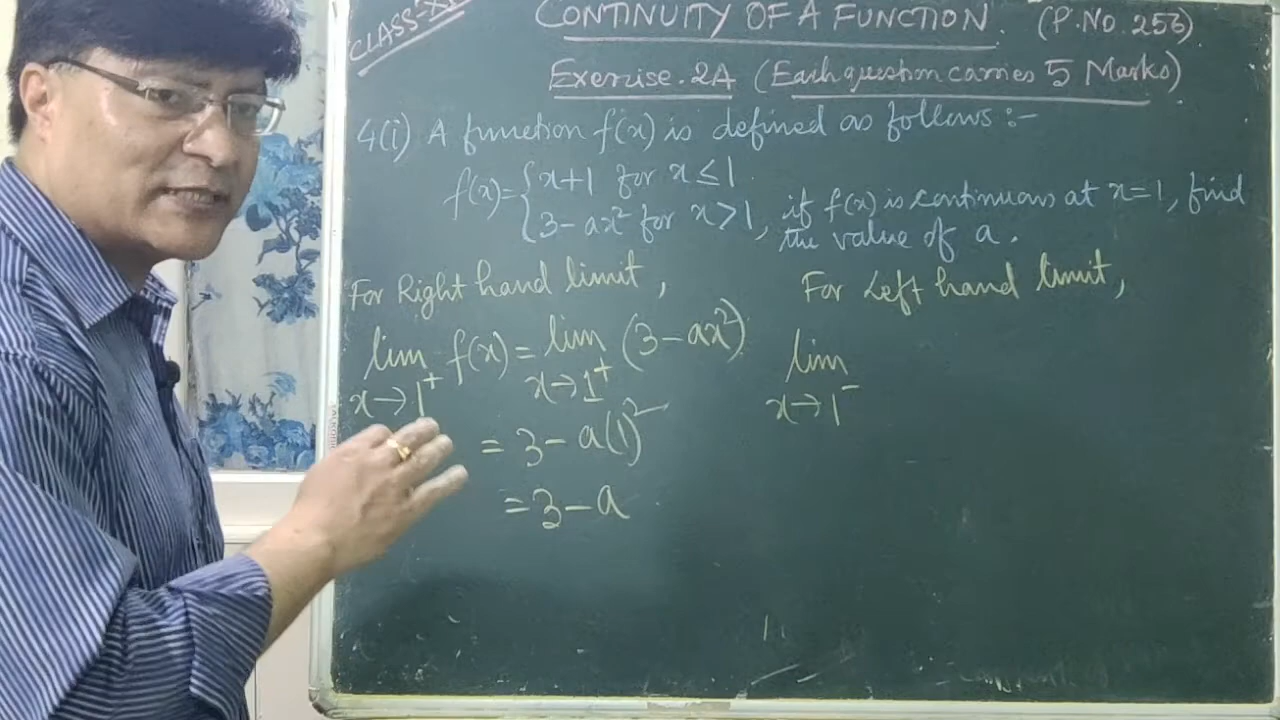 CLASS-XI
CONTINUITY OF A FUNCTION. (P.NO. 256)
Exercise.2A (Each question carries 5 Marks)
4(i) A function f(x) is defined as follows :-
f(x)= { x+1 for x ≤ 1
{ 3-ax² for x>1, if f(x) is continuous at x=1, find
the value of a.
For Right hand limit,
lim f(x) = lim (3-ax²)
x→1⁺ x→1⁺
= 3-a(1)²
= 3-a
For Left hand limit,
lim
x→1⁻